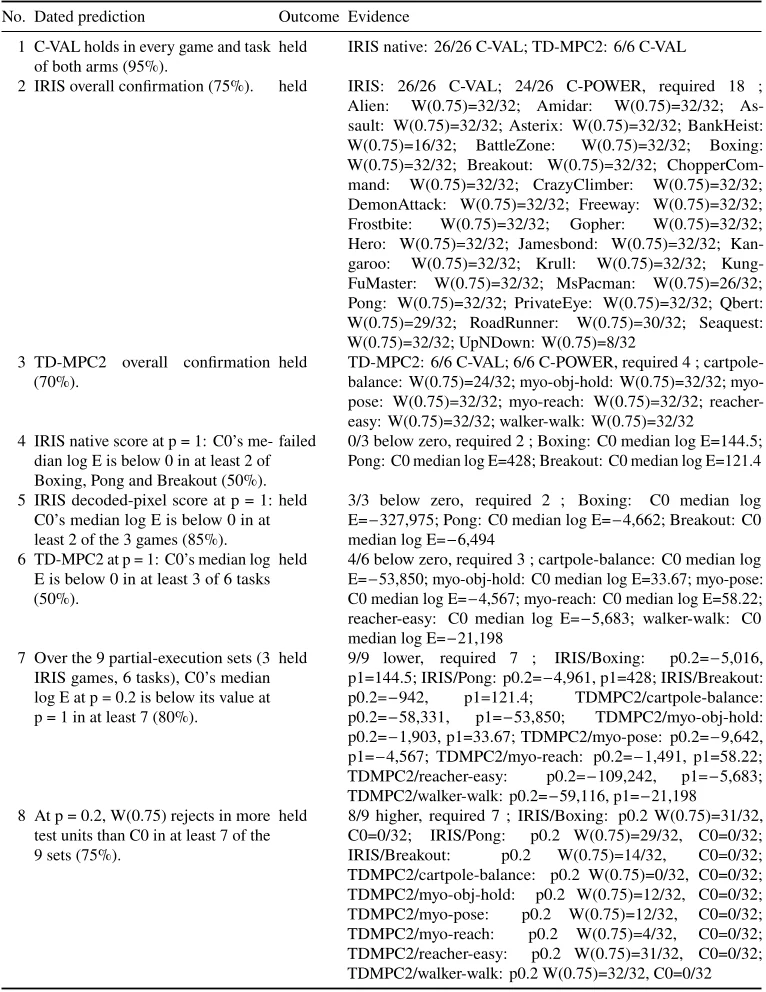 No. Dated prediction Outcome Evidence
1 C-VAL holds in every game and task held IRIS native: 26/26 C-VAL; TD-MPC2: 6/6 C-VAL
of both arms (95%).
2 IRIS overall confirmation (75%). held IRIS: 26/26 C-VAL; 24/26 C-POWER, required 18 ;
Alien: W(0.75)=32/32; Amidar: W(0.75)=32/32; As-
sault: W(0.75)=32/32; Asterix: W(0.75)=32/32; BankHeist:
W(0.75)=16/32; BattleZone: W(0.75)=32/32; Boxing:
W(0.75)=32/32; Breakout: W(0.75)=32/32; ChopperCom-
mand: W(0.75)=32/32; CrazyClimber: W(0.75)=32/32;
DemonAttack: W(0.75)=32/32; Freeway: W(0.75)=32/32;
Frostbite: W(0.75)=32/32; Gopher: W(0.75)=32/32;
Hero: W(0.75)=32/32; Jamesbond: W(0.75)=32/32; Kan-
garoo: W(0.75)=32/32; Krull: W(0.75)=32/32; Kung-
FuMaster: W(0.75)=32/32; MsPacman: W(0.75)=26/32;
Pong: W(0.75)=32/32; PrivateEye: W(0.75)=32/32; Qbert:
W(0.75)=29/32; RoadRunner: W(0.75)=30/32; Seaquest:
W(0.75)=32/32; UpNDown: W(0.75)=8/32
3 TD-MPC2 overall confirmation held TD-MPC2: 6/6 C-VAL; 6/6 C-POWER, required 4 ; cartpole-
(70%). balance: W(0.75)=24/32; myo-obj-hold: W(0.75)=32/32; myo-
pose: W(0.75)=32/32; myo-reach: W(0.75)=32/32; reacher-
easy: W(0.75)=32/32; walker-walk: W(0.75)=32/32
4 IRIS native score at p = 1: C0's me- failed 0/3 below zero, required 2 ; Boxing: C0 median log E=144.5;
dian log E is below 0 in at least 2 of Pong: C0 median log E=428; Breakout: C0 median log E=121.4
Boxing, Pong and Breakout (50%).
5 IRIS decoded-pixel score at p = 1: held 3/3 below zero, required 2 ; Boxing: C0 median log
C0's median log E is below 0 in at E=−327,975; Pong: C0 median log E=−4,662; Breakout: C0
least 2 of the 3 games (85%). median log E=−6,494
6 TD-MPC2 at p = 1: C0's median log held 4/6 below zero, required 3 ; cartpole-balance: C0 median log
E is below 0 in at least 3 of 6 tasks E=−53,850; myo-obj-hold: C0 median log E=33.67; myo-pose:
(50%). C0 median log E=−4,567; myo-reach: C0 median log E=58.22;
reacher-easy: C0 median log E=−5,683; walker-walk: C0
median log E=−21,198
7 Over the 9 partial-execution sets (3 held 9/9 lower, required 7 ; IRIS/Boxing: p0.2=−5,016,
IRIS games, 6 tasks), C0's median p1=144.5; IRIS/Pong: p0.2=−4,961, p1=428; IRIS/Breakout:
log E at p = 0.2 is below its value at p0.2=−942, p1=121.4; TDMPC2/cartpole-balance:
p = 1 in at least 7 (80%). p0.2=−58,331, p1=−53,850; TDMPC2/myo-obj-hold:
p0.2=−1,903, p1=33.67; TDMPC2/myo-pose: p0.2=−9,642,
p1=−4,567; TDMPC2/myo-reach: p0.2=−1,491, p1=58.22;
TDMPC2/reacher-easy: p0.2=−109,242, p1=−5,683;
TDMPC2/walker-walk: p0.2=−59,116, p1=−21,198
8 At p = 0.2, W(0.75) rejects in more held 8/9 higher, required 7 ; IRIS/Boxing: p0.2 W(0.75)=31/32,
test units than C0 in at least 7 of the C0=0/32; IRIS/Pong: p0.2 W(0.75)=29/32, C0=0/32;
9 sets (75%). IRIS/Breakout: p0.2 W(0.75)=14/32, C0=0/32;
TDMPC2/cartpole-balance: p0.2 W(0.75)=0/32, C0=0/32;
TDMPC2/myo-obj-hold: p0.2 W(0.75)=12/32, C0=0/32;
TDMPC2/myo-pose: p0.2 W(0.75)=12/32, C0=0/32;
TDMPC2/myo-reach: p0.2 W(0.75)=4/32, C0=0/32;
TDMPC2/reacher-easy: p0.2 W(0.75)=31/32, C0=0/32;
TDMPC2/walker-walk: p0.2 W(0.75)=32/32, C0=0/32